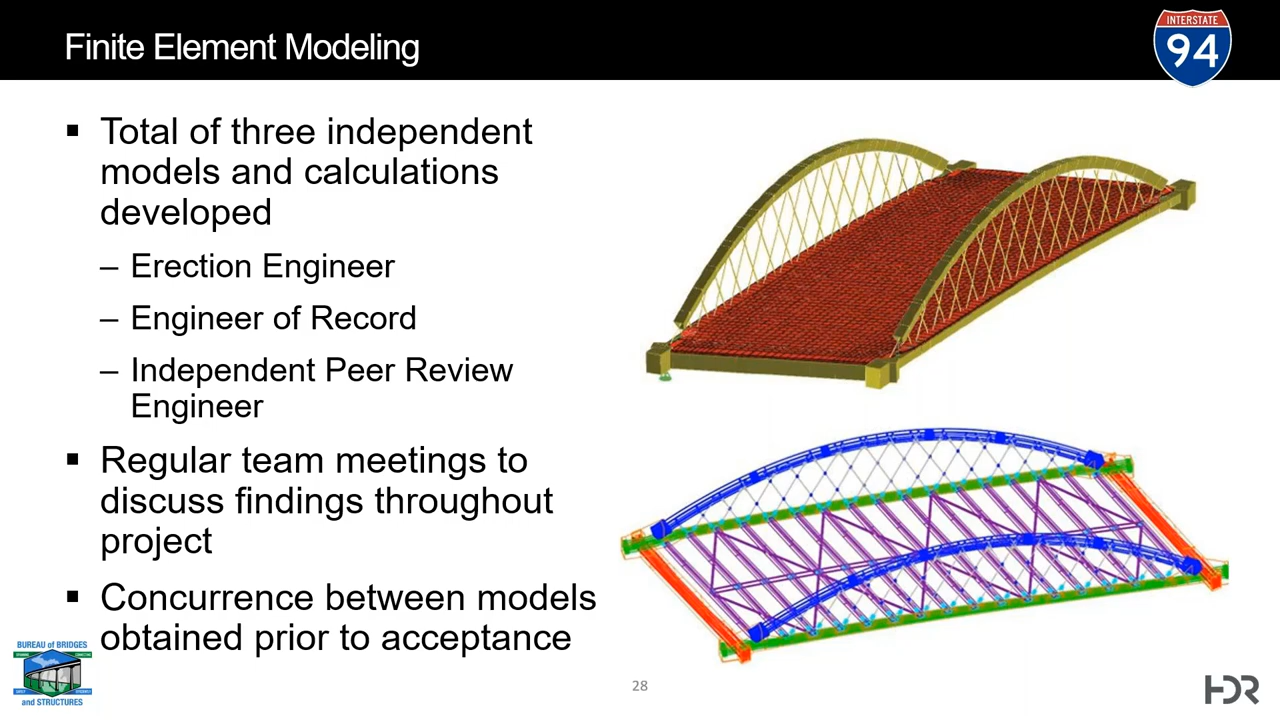 Finite Element Modeling
INTERSTATE
94
▪ Total of three independent
models and calculations
developed
– Erection Engineer
– Engineer of Record
– Independent Peer Review
Engineer
▪ Regular team meetings to
discuss findings throughout
project
▪ Concurrence between models
obtained prior to acceptance
BUREAU of BRIDGES
and STRUCTURES
28
HDR